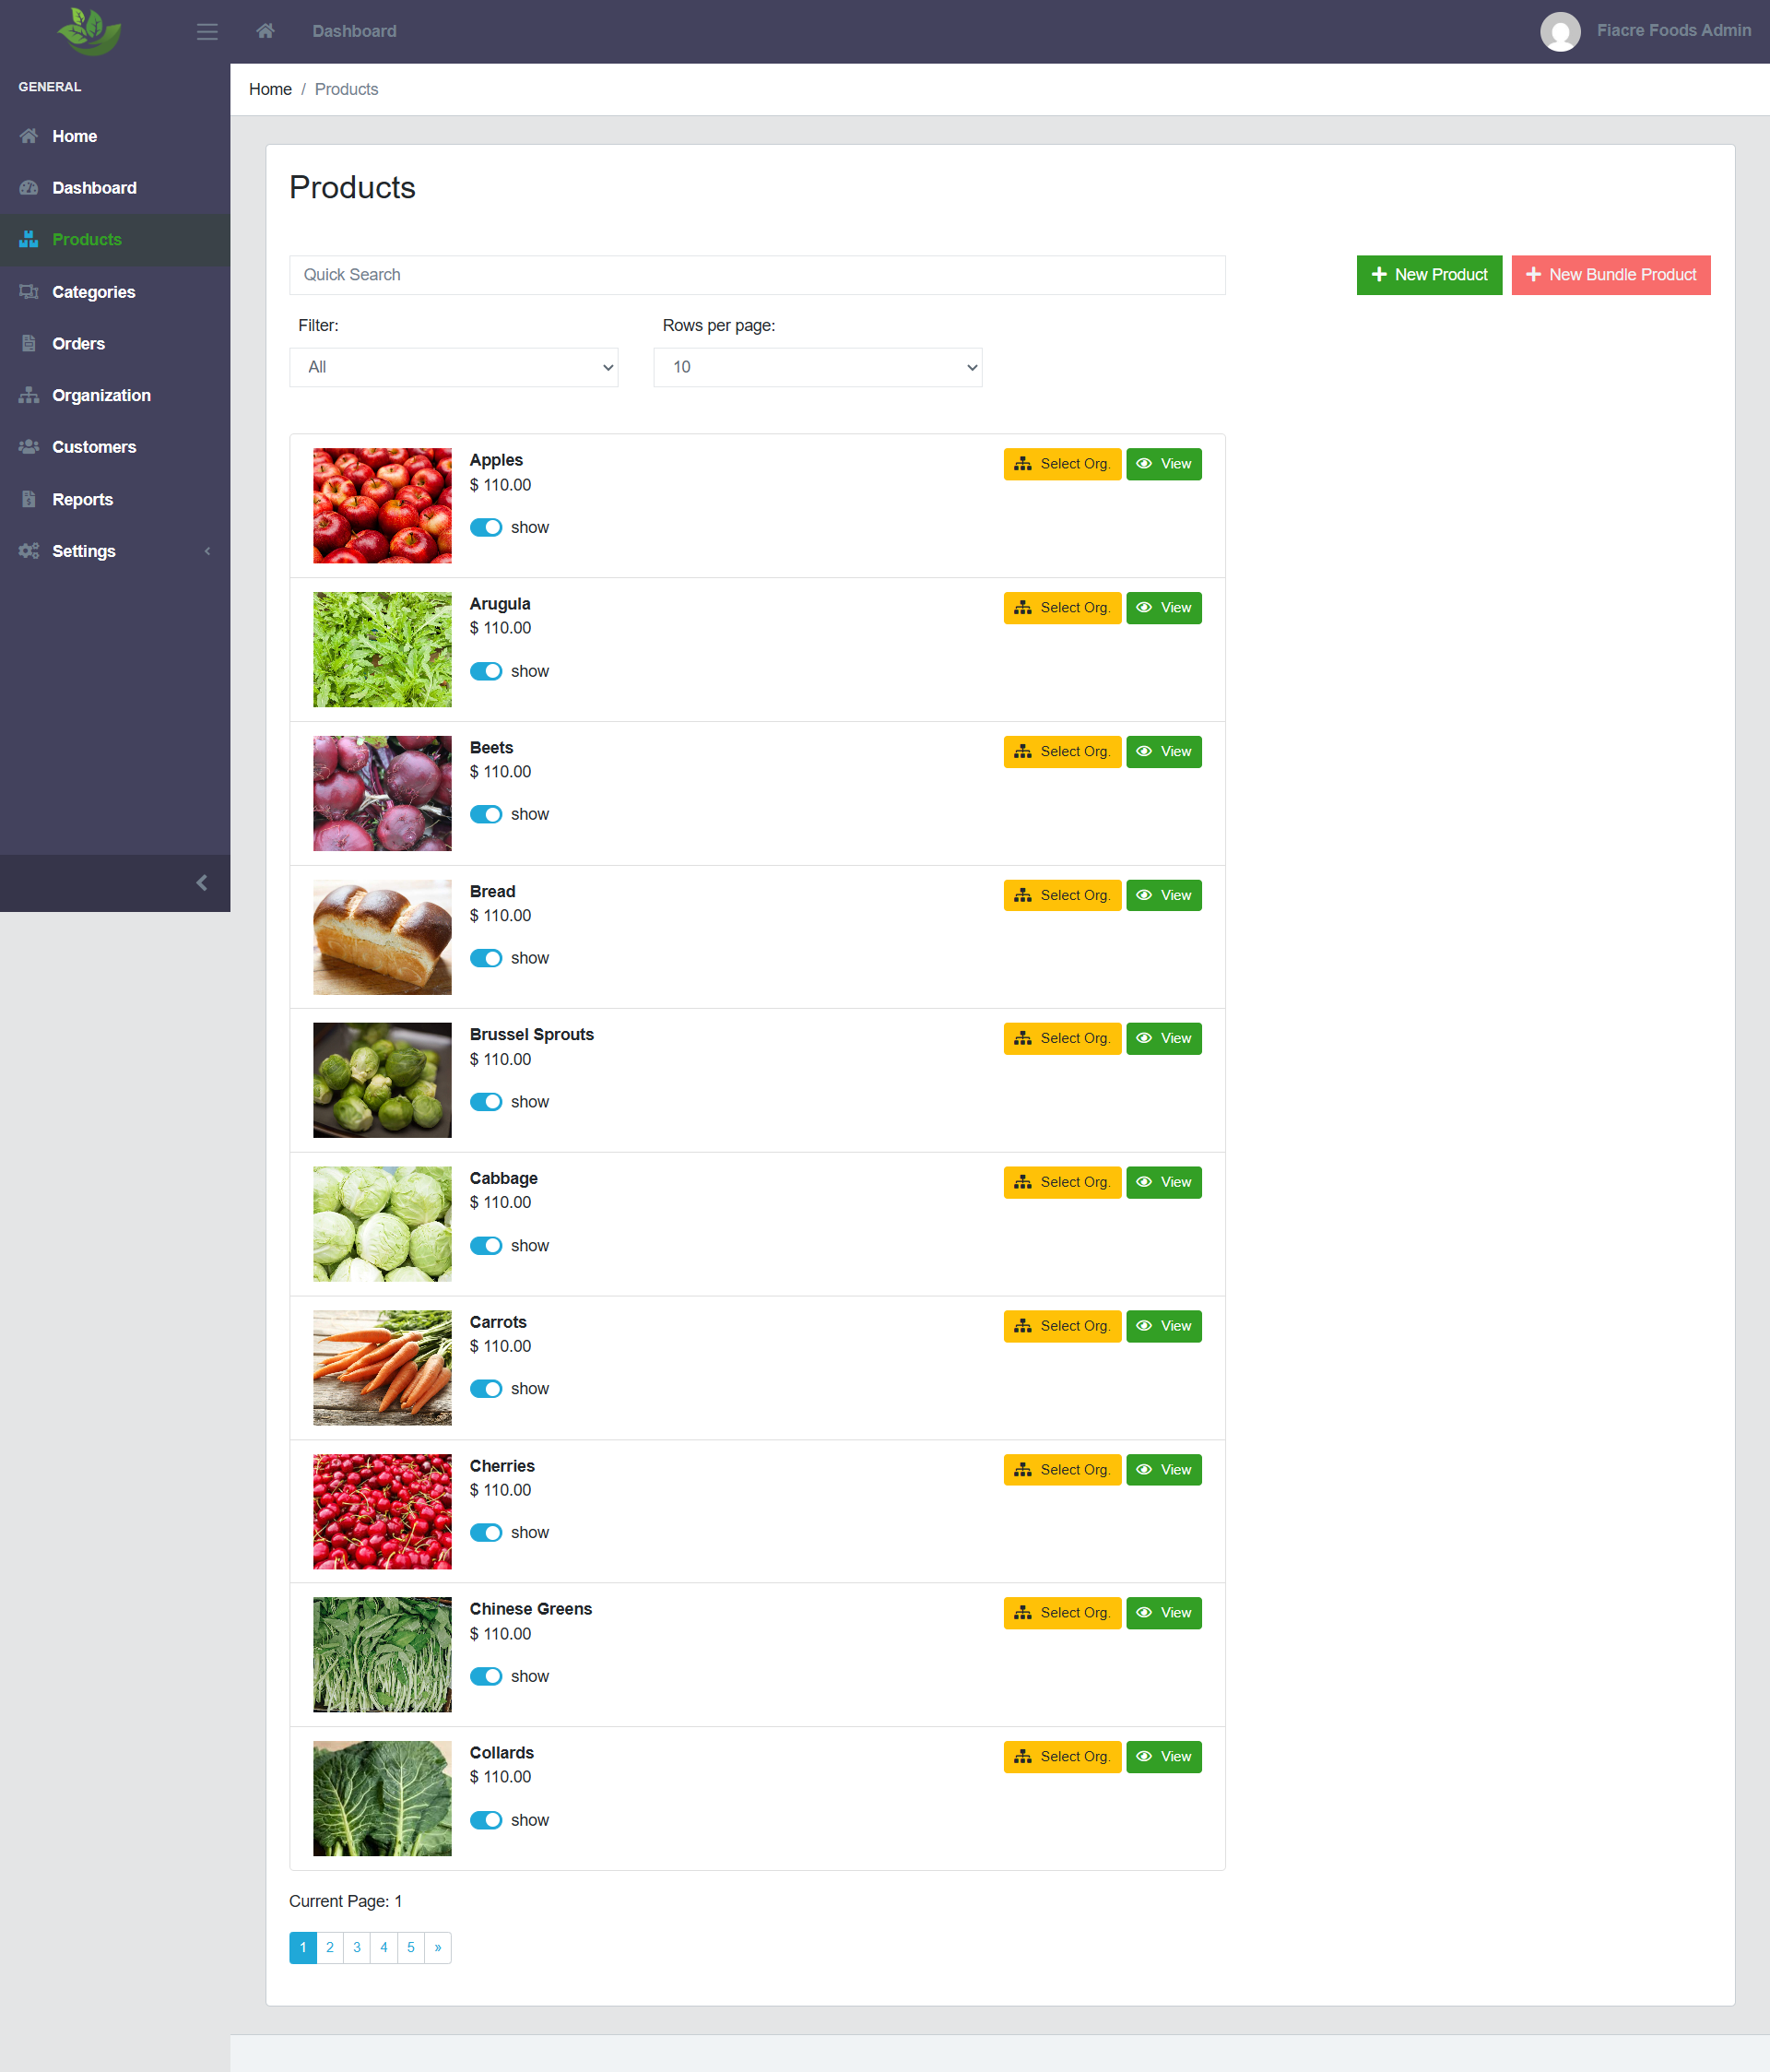 Dashboard
Fiacre Foods Admin
GENERAL
Home
Dashboard
Products
Categories
Orders
Organization
Customers
Reports
Settings
Home / Products
Products
Quick Search
New Product
New Bundle Product
Filter:
Rows per page:
All
10
Apples
$ 110.00
show
Select Org.
View
Arugula
$ 110.00
show
Select Org.
View
Beets
$ 110.00
show
Select Org.
View
Bread
$ 110.00
show
Select Org.
View
Brussel Sprouts
$ 110.00
show
Select Org.
View
Cabbage
$ 110.00
show
Select Org.
View
Carrots
$ 110.00
show
Select Org.
View
Cherries
$ 110.00
show
Select Org.
View
Chinese Greens
$ 110.00
show
Select Org.
View
Collards
$ 110.00
show
Select Org.
View
Current Page: 1
1 2 3 4 5 »